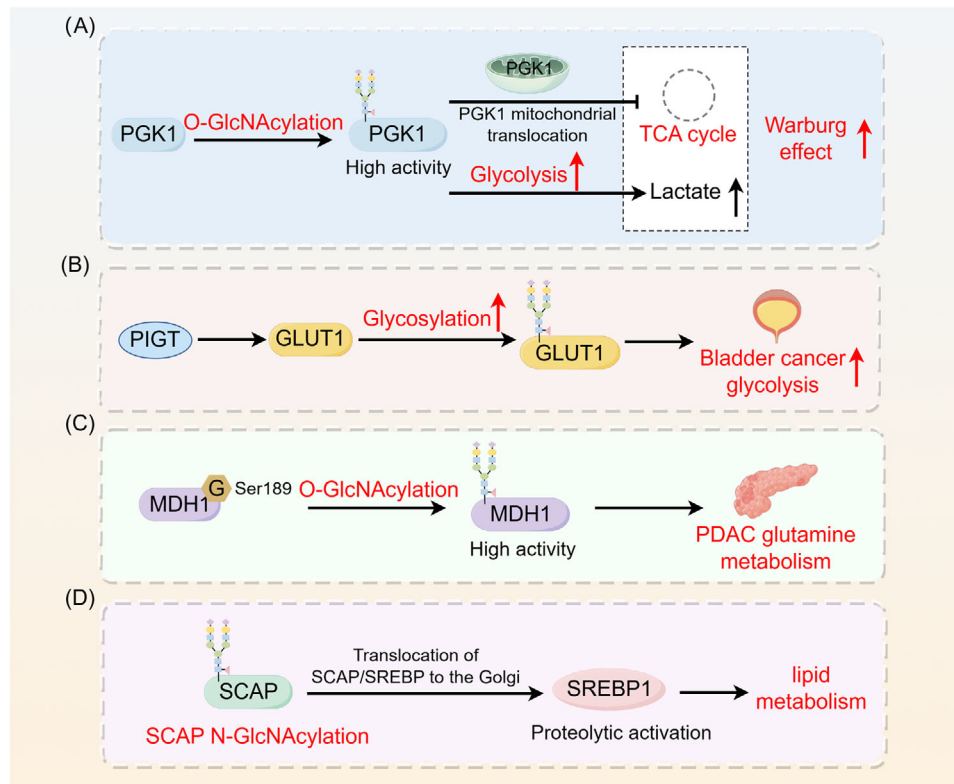 (A)
PGK1
O-GlcNAcylation
PGK1
High activity
PGK1
PGK1 mitochondrial
translocation
Glycolysis
TCA cycle
Lactate
Warburg
effect
(B)
PIGT
GLUT1
Glycosylation
GLUT1
Bladder cancer
glycolysis
(C)
MDH1
G
Ser189
O-GlcNAcylation
MDH1
High activity
PDAC glutamine
metabolism
(D)
SCAP
SCAP N-GlcNAcylation
Translocation of
SCAP/SREBP to the Golgi
SREBP1
Proteolytic activation
lipid
metabolism